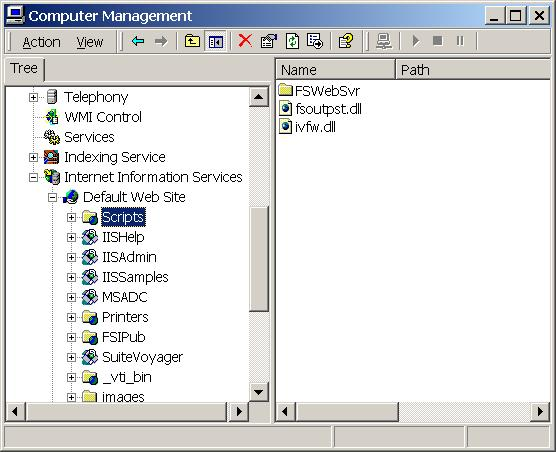 Computer Management
Action View
Tree
Telephony
WMI Control
Services
Indexing Service
Internet Information Services
Default Web Site
Scripts
IISHelp
IISAdmin
IISSamples
MSADC
Printers
FSIPub
SuiteVoyager
_vti_bin
images
Name Path
FSWebSvr
fsoutpst.dll
ivfw.dll